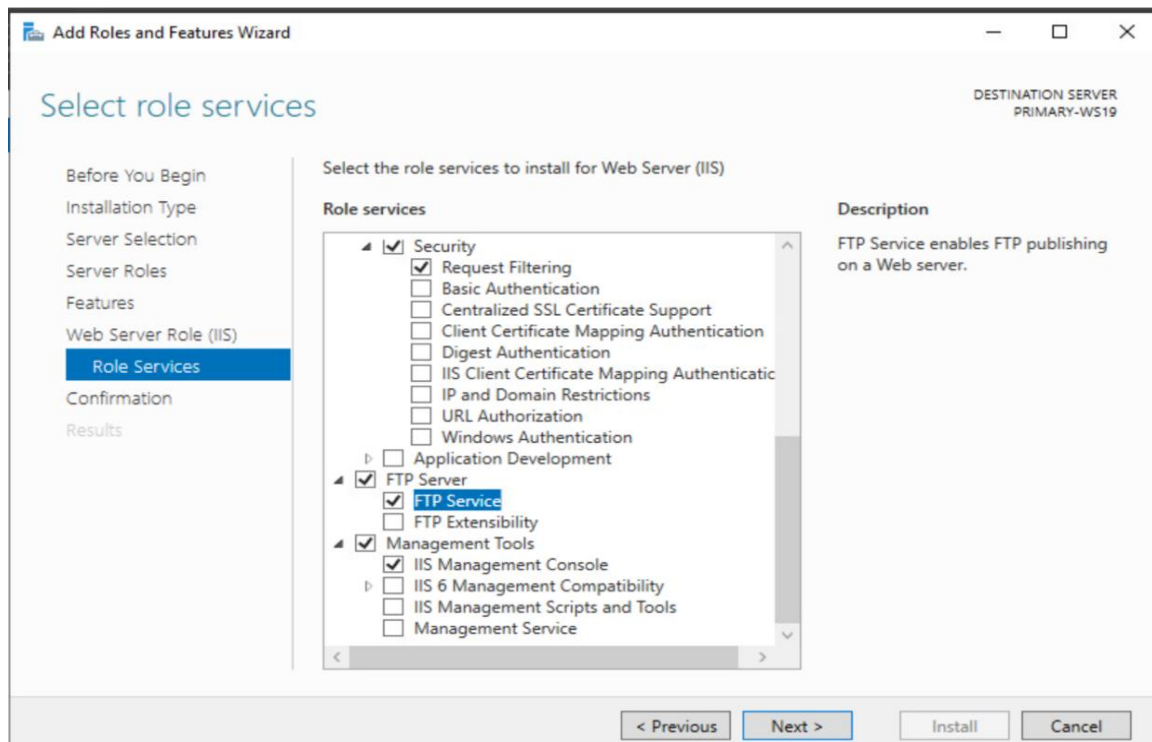 Add Roles and Features Wizard
Select role services
DESTINATION SERVER
PRIMARY-WS19
Before You Begin
Installation Type
Server Selection
Server Roles
Features
Web Server Role (IIS)
Role Services
Confirmation
Results
Select the role services to install for Web Server (IIS)
Role services
Security
Request Filtering
Basic Authentication
Centralized SSL Certificate Support
Client Certificate Mapping Authentication
Digest Authentication
IIS Client Certificate Mapping Authenticatic
IP and Domain Restrictions
URL Authorization
Windows Authentication
Application Development
FTP Server
FTP Service
FTP Extensibility
Management Tools
IIS Management Console
IIS 6 Management Compatibility
IIS Management Scripts and Tools
Management Service
Description
FTP Service enables FTP publishing
on a Web server.
< Previous
Next >
Install
Cancel